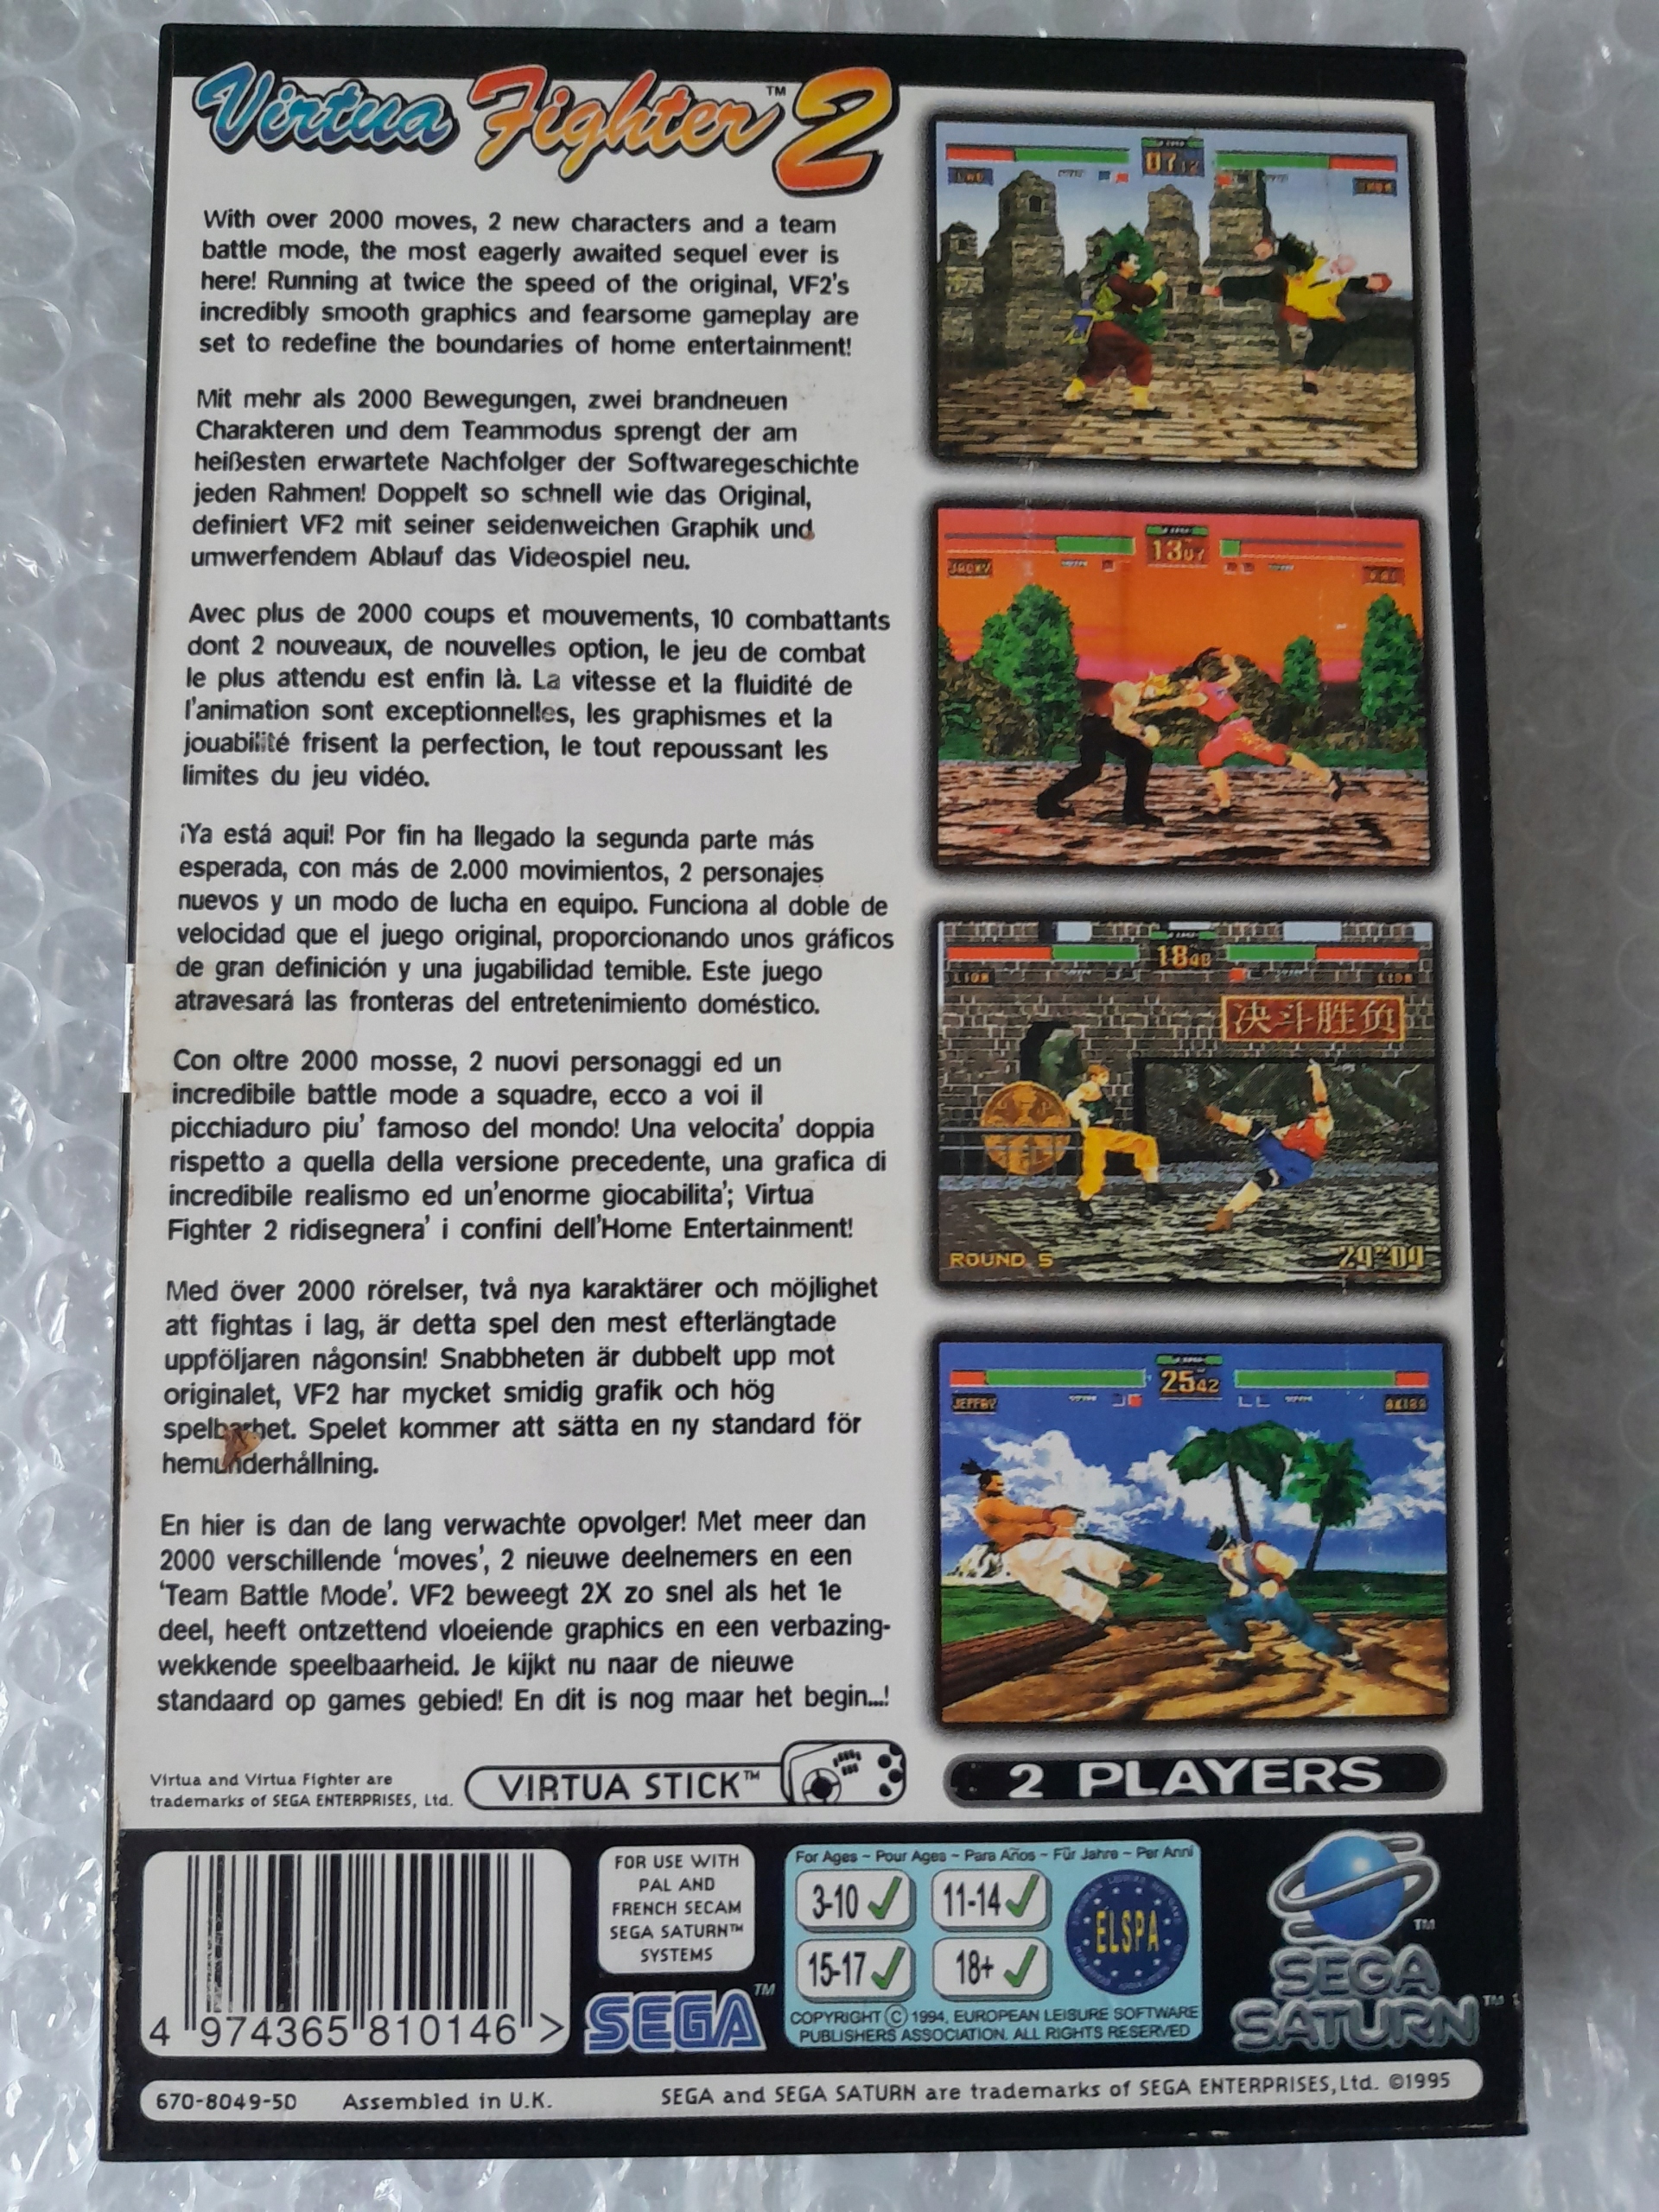 Virtua Fighter™ 2
With over 2000 moves, 2 new characters and a team
battle mode, the most eagerly awaited sequel ever is
here! Running at twice the speed of the original, VF2's
incredibly smooth graphics and fearsome gameplay are
set to redefine the boundaries of home entertainment!
Mit mehr als 2000 Bewegungen, zwei brandneuen
Charakteren und dem Teammodus sprengt der am
heißesten erwartete Nachfolger der Softwaregeschichte
jeden Rahmen! Doppelt so schnell wie das Original,
definiert VF2 mit seiner seidenweichen Graphik und
umwerfendem Ablauf das Videospiel neu.
Avec plus de 2000 coups et mouvements, 10 combattants
dont 2 nouveaux, de nouvelles option, le jeu de combat
le plus attendu est enfin là. La vitesse et la fluidité de
l'animation sont exceptionnelles, les graphismes et la
jouabilité frisent la perfection, le tout repoussant les
limites du jeu vidéo.
¡Ya está aqui! Por fin ha llegado la segunda parte más
esperada, con más de 2.000 movimientos, 2 personajes
nuevos y un modo de lucha en equipo. Funciona al doble de
velocidad que el juego original, proporcionando unos gráficos
de gran definición y una jugabilidad temible. Este juego
atravesará las fronteras del entretenimiento doméstico.
Con oltre 2000 mosse, 2 nuovi personaggi ed un
incredibile battle mode a squadre, ecco a voi il
picchiaduro piu' famoso del mondo! Una velocita' doppia
rispetto a quella della versione precedente, una grafica di
incredibile realismo ed un'enorme giocabilita'; Virtua
Fighter 2 ridisegnera' i confini dell'Home Entertainment!
Med över 2000 rörelser, två nya karaktärer och möjlighet
att fightas i lag, är detta spel den mest efterlängtade
uppföljaren någonsin! Snabbheten är dubbelt upp mot
originalet, VF2 har mycket smidig grafik och hög
spelbarhet. Spelet kommer att sätta en ny standard för
hemunderhållning.
En hier is dan de lang verwachte opvolger! Met meer dan
2000 verschillende 'moves', 2 nieuwe deelnemers en een
'Team Battle Mode'. VF2 beweegt 2X zo snel als het 1e
deel, heeft ontzettend vloeiende graphics en een verbazing-
wekkende speelbaarheid. Je kijkt nu naar de nieuwe
standaard op games gebied! En dit is nog maar het begin...!
LAU 07 12
JACKY 13 07 PAI
LION 18 40 LION
决斗胜负
ROUND 5 29"09
JEFFRY 25 42 AKIRA
Virtua and Virtua Fighter are
trademarks of SEGA ENTERPRISES, Ltd.
VIRTUA STICK™
2 PLAYERS
4 974365 810146 >
FOR USE WITH
PAL AND
FRENCH SECAM
SEGA SATURN™
SYSTEMS
SEGA™
For Ages ~ Pour Ages ~ Para Años ~ Für Jahre ~ Per Anni
3-10 11-14
15-17 18+
ELSPA
COPYRIGHT © 1994, EUROPEAN LEISURE SOFTWARE
PUBLISHERS ASSOCIATION. ALL RIGHTS RESERVED
TM
SEGA
SATURN™
670-8049-50 Assembled in U.K. SEGA and SEGA SATURN are trademarks of SEGA ENTERPRISES, Ltd. ©1995